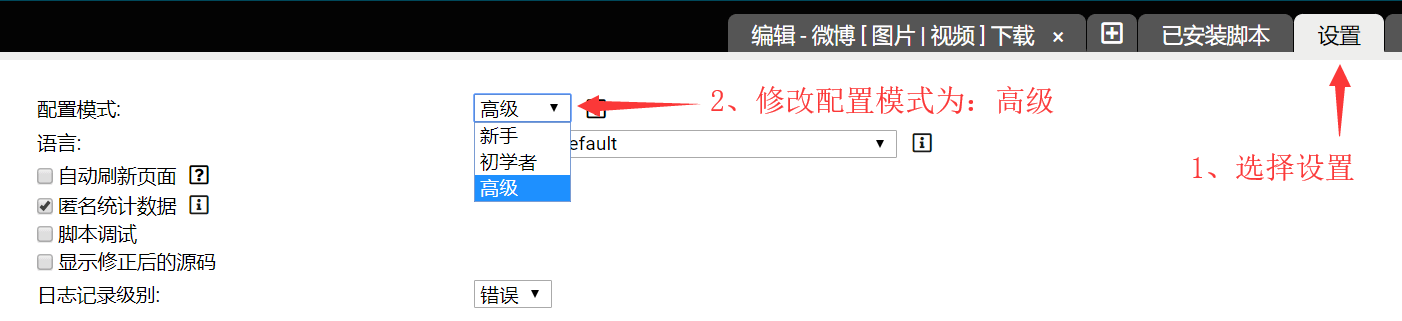 编辑 - 微博 [ 图片 | 视频 ] 下载 × 已安装脚本 设置
配置模式: 高级 2、修改配置模式为：高级
新手
语言: efault
初学者
1、选择设置
自动刷新页面
高级
匿名统计数据
脚本调试
显示修正后的源码
日志记录级别: 错误